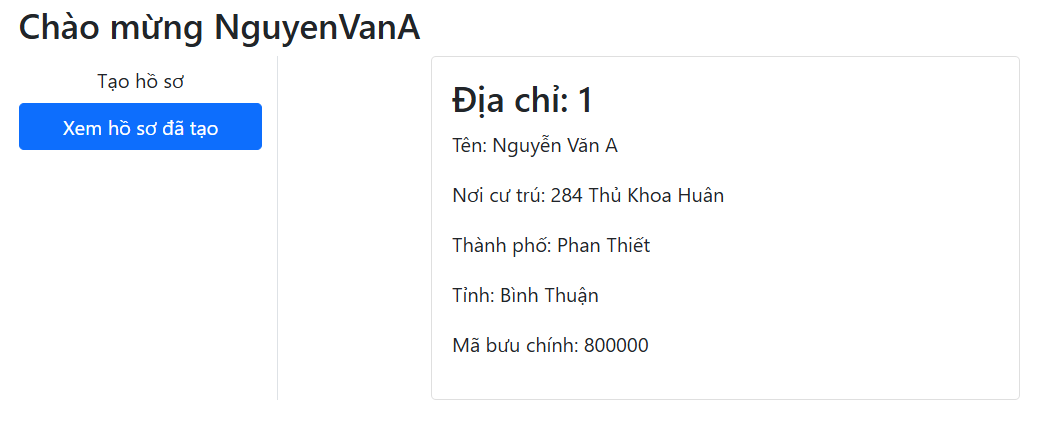 Chào mừng NguyenVanA
Tạo hồ sơ
Xem hồ sơ đã tạo
Địa chỉ: 1
Tên: Nguyễn Văn A
Nơi cư trú: 284 Thủ Khoa Huân
Thành phố: Phan Thiết
Tỉnh: Bình Thuận
Mã bưu chính: 800000